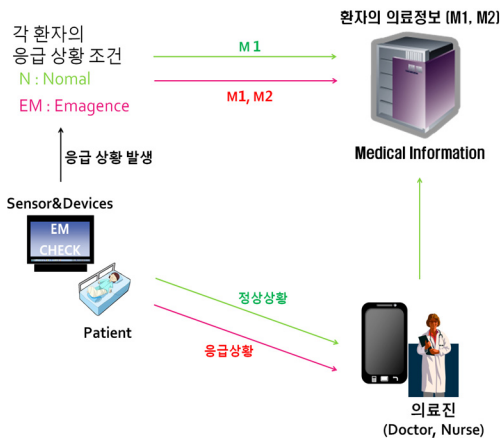 각 환자의
응급 상황 조건
N : Nomal
EM : Emagence
M 1
M1, M2
환자의 의료정보 (M1, M2)
Medical Information
응급 상황 발생
Sensor&Devices
EM
CHECK
Patient
정상상황
응급상황
의료진
(Doctor, Nurse)